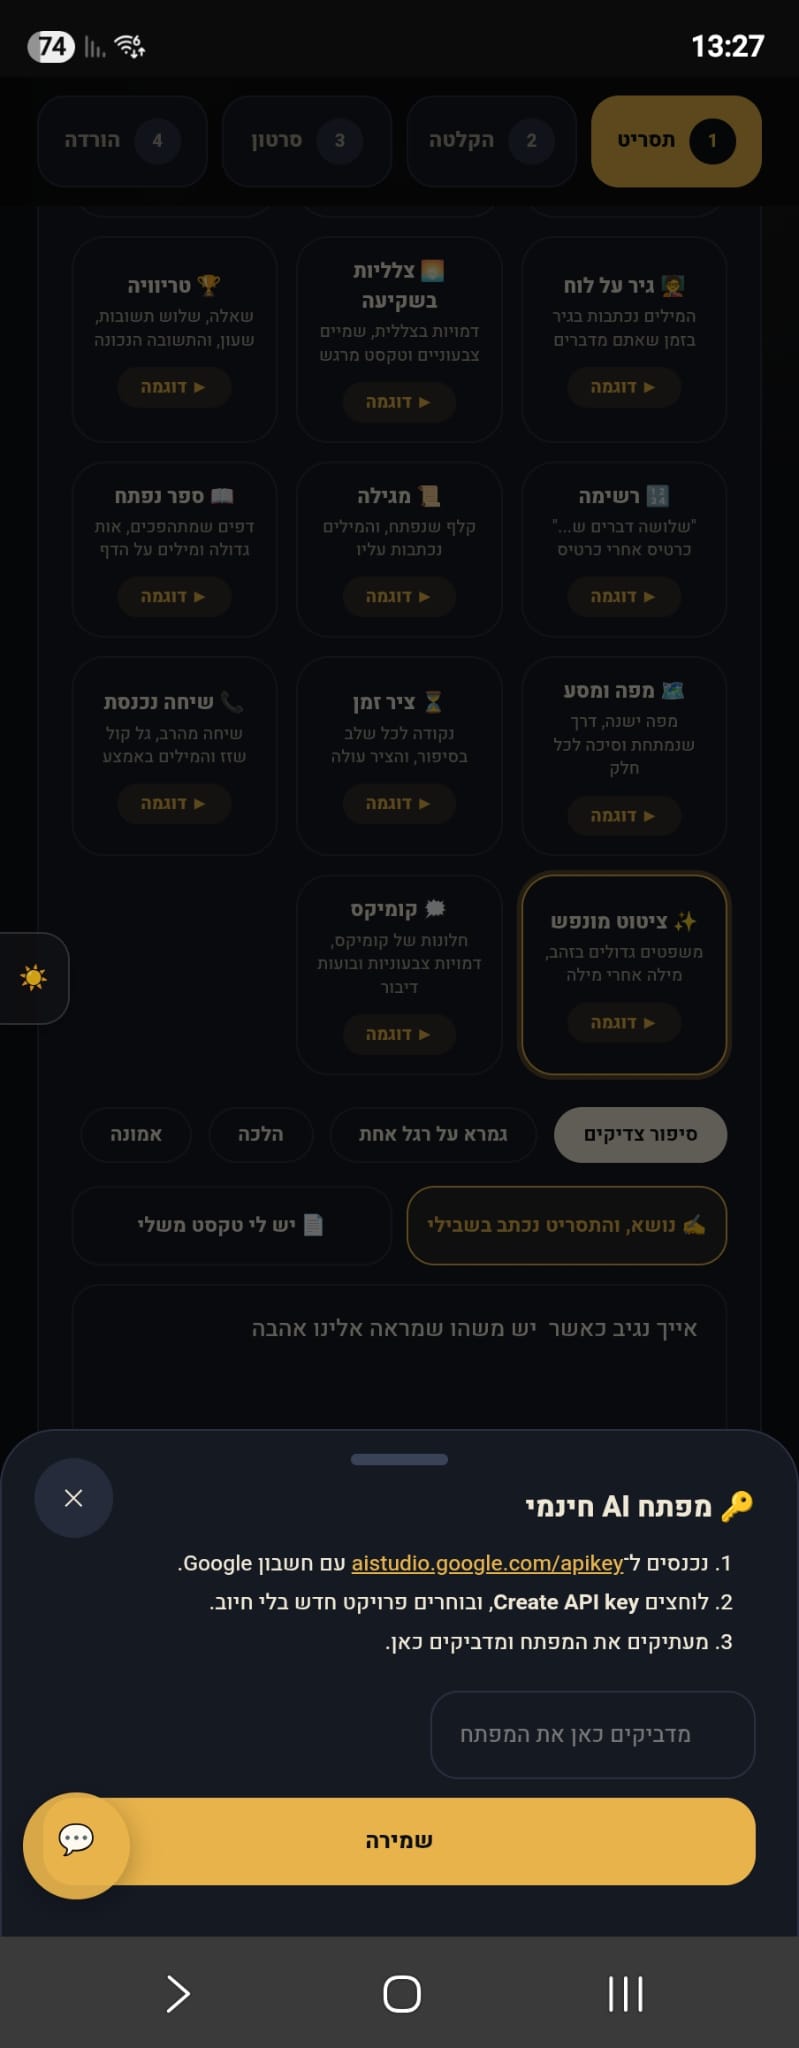 13:27
74
1 תסריט
2 הקלטה
3 סרטון
4 הורדה
גיר על לוח
המילים נכתבות בגיר
בזמן שאתם מדברים
דוגמה
צלליות
בשקיעה
דמויות בצללית, שמיים
צבעוניים וטקסט מרגש
דוגמה
טריוויה
שאלה, שלוש תשובות,
שעון, והתשובה הנכונה
דוגמה
רשימה
"שלושה דברים ש..."
כרטיס אחרי כרטיס
דוגמה
מגילה
קלף שנפתח, והמילים
נכתבות עליו
דוגמה
ספר נפתח
דפים שמתהפכים, אות
גדולה ומילים על הדף
דוגמה
מפה ומסע
מפה ישנה, דרך
שנמתחת וסיכה לכל
חלק
דוגמה
ציר זמן
נקודה לכל שלב
בסיפור, והציר עולה
דוגמה
שיחה נכנסת
שיחה מהרב, גל קול
שזז והמילים באמצע
דוגמה
ציטוט מונפש
משפטים גדולים בזהב,
מילה אחרי מילה
דוגמה
קומיקס
חלונות של קומיקס,
דמויות צבעוניות ובועות
דיבור
דוגמה
סיפור צדיקים
גמרא על רגל אחת
הלכה
אמונה
נושא, והתסריט נכתב בשבילי
יש לי טקסט משלי
אייך נגיב כאשר יש משהו שמראה אלינו אהבה
מפתח AI חינמי
1. נכנסים ל־aistudio.google.com/apikey עם חשבון Google.
2. לוחצים Create API key, ובוחרים פרויקט חדש בלי חיוב.
3. מעתיקים את המפתח ומדביקים כאן.
מדביקים כאן את המפתח
שמירה